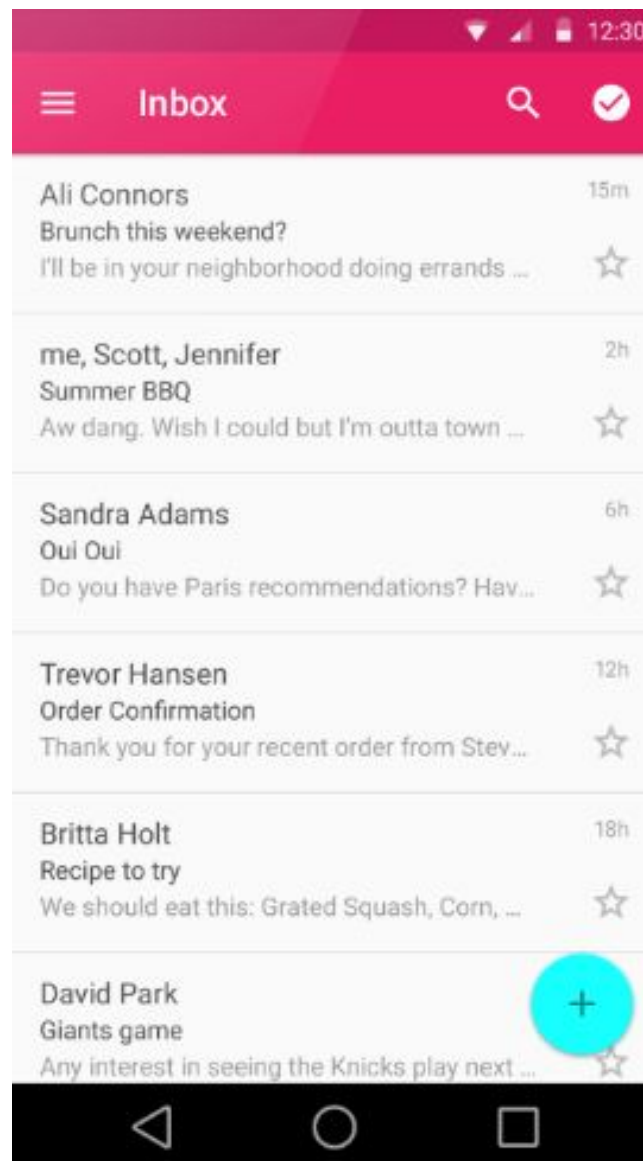 12:30
Inbox
Ali Connors 15m
Brunch this weekend?
I'll be in your neighborhood doing errands ...
me, Scott, Jennifer 2h
Summer BBQ
Aw dang. Wish I could but I'm outta town ...
Sandra Adams 6h
Oui Oui
Do you have Paris recommendations? Hav...
Trevor Hansen 12h
Order Confirmation
Thank you for your recent order from Stev...
Britta Holt 18h
Recipe to try
We should eat this: Grated Squash, Corn, ...
David Park
Giants game
Any interest in seeing the Knicks play next ...